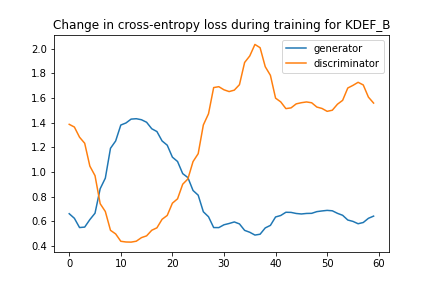 Change in cross-entropy loss during training for KDEF_B
generator
discriminator
2.0
1.8
1.6
1.4
1.2
1.0
0.8
0.6
0.4
0 10 20 30 40 50 60